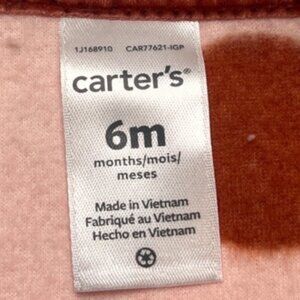 1J168910 CAR77621-IGP
carter's®
6m
months/mois/
meses
Made in Vietnam
Fabriqué au Vietnam
Hecho en Vietnam